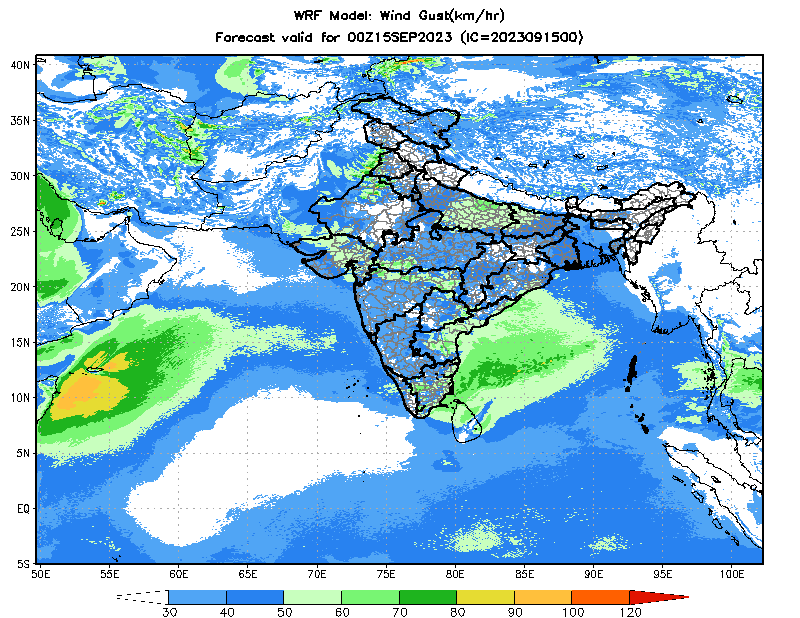 WRF Model: Wind Gust(km/hr)
Forecast valid for 00Z15SEP2023 (IC=2023091500)
40N
35N
30N
25N
20N
15N
10N
5N
EQ
5S
50E 55E 60E 65E 70E 75E 80E 85E 90E 95E 100E
30 40 50 60 70 80 90 100 120